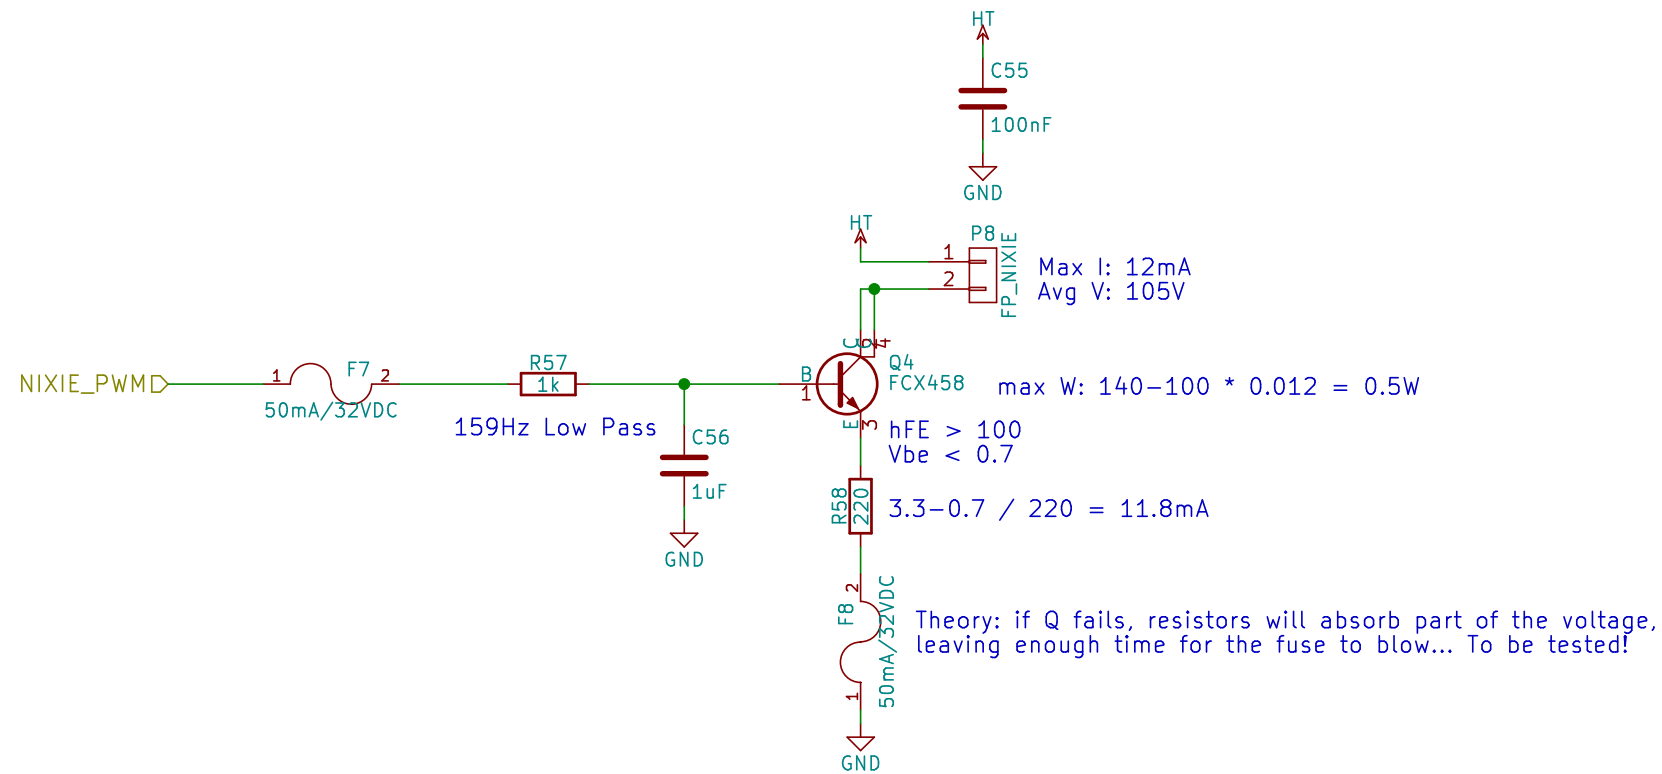 HT
C55
100nF
GND
HT
P8
1
2
FP_NIXIE
Max I: 12mA
Avg V: 105V
NIXIE_PWM
1
F7
2
50mA/32VDC
R57
1k
159Hz Low Pass
C56
1uF
GND
B
1
C
4
Q4
FCX458
E
3
max W: 140-100 * 0.012 = 0.5W
hFE > 100
Vbe < 0.7
R58
220
3.3-0.7 / 220 = 11.8mA
2
F8
50mA/32VDC
1
Theory: if Q fails, resistors will absorb part of the voltage,
leaving enough time for the fuse to blow... To be tested!
GND